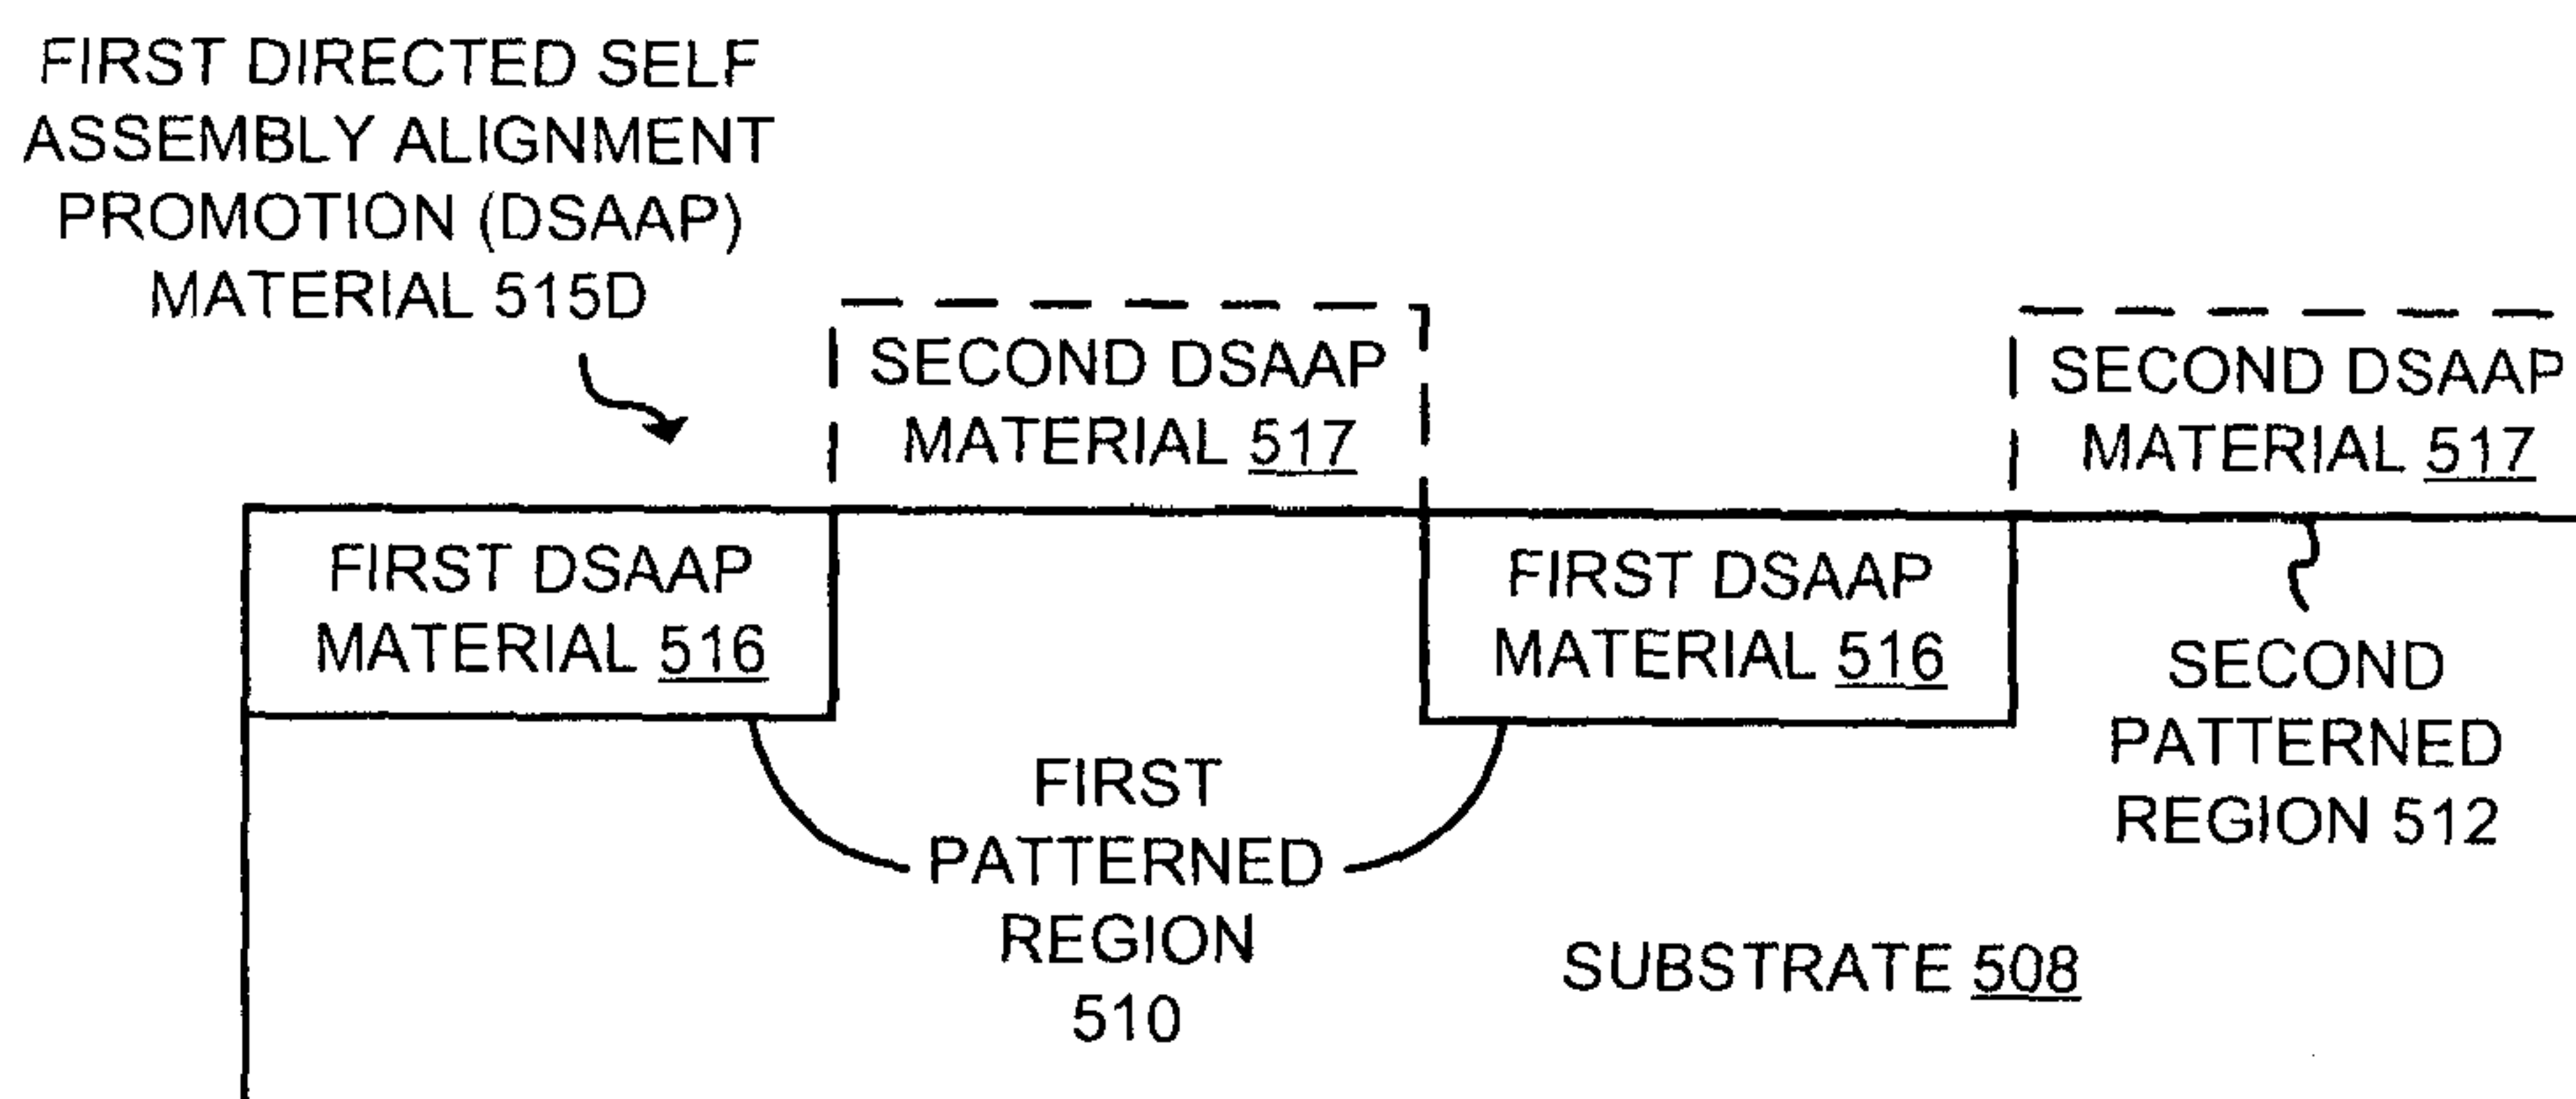 FIRST DIRECTED SELF
ASSEMBLY ALIGNMENT
PROMOTION (DSAAP)
MATERIAL 515D
SECOND DSAAP
MATERIAL 517
SECOND DSAAP
MATERIAL 517
FIRST DSAAP
MATERIAL 516
FIRST DSAAP
MATERIAL 516
FIRST
PATTERNED
REGION
510
SECOND
PATTERNED
REGION 512
SUBSTRATE 508